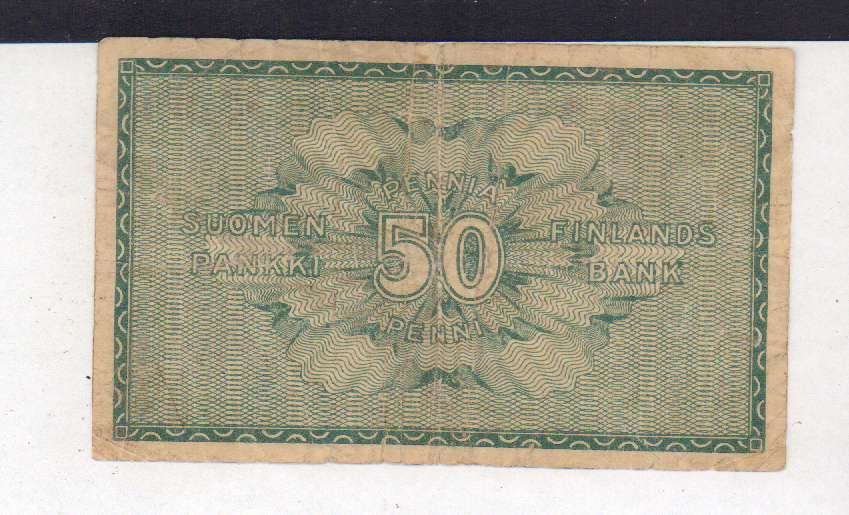 PENNIÄ
SUOMEN
PANKKI
50
FINLANDS
BANK
PENNI